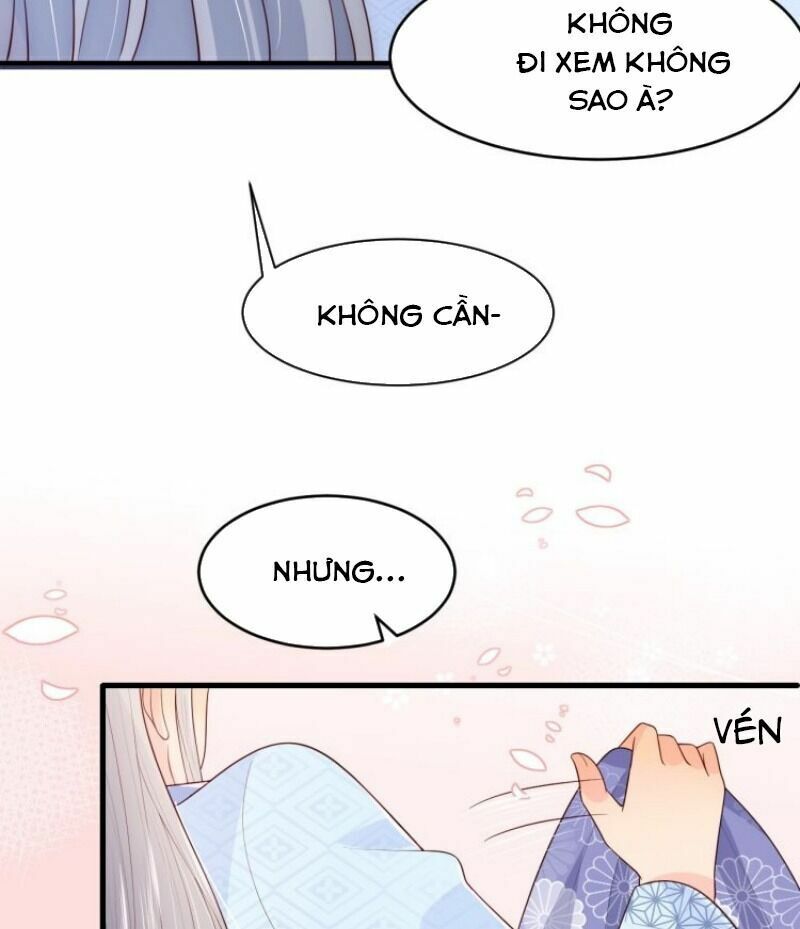 KHÔNG
ĐI XEM KHÔNG
SAO À?
KHÔNG CẦN-
NHƯNG...
VÉN